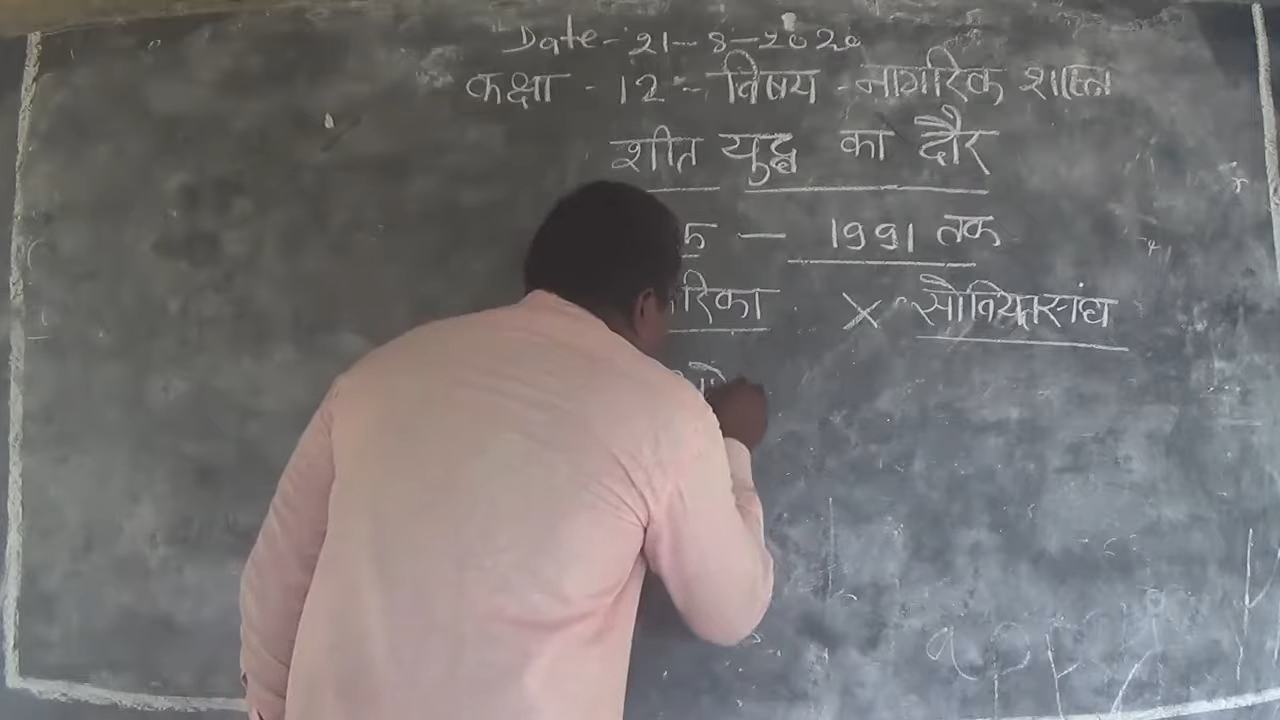 Date - 21 - 8 - 2020
कक्षा - 12 - विषय - नागरिक शास्त्र
शीत युद्ध का दौर
5 — 1991 तक
रिका × सोवियतसंघ